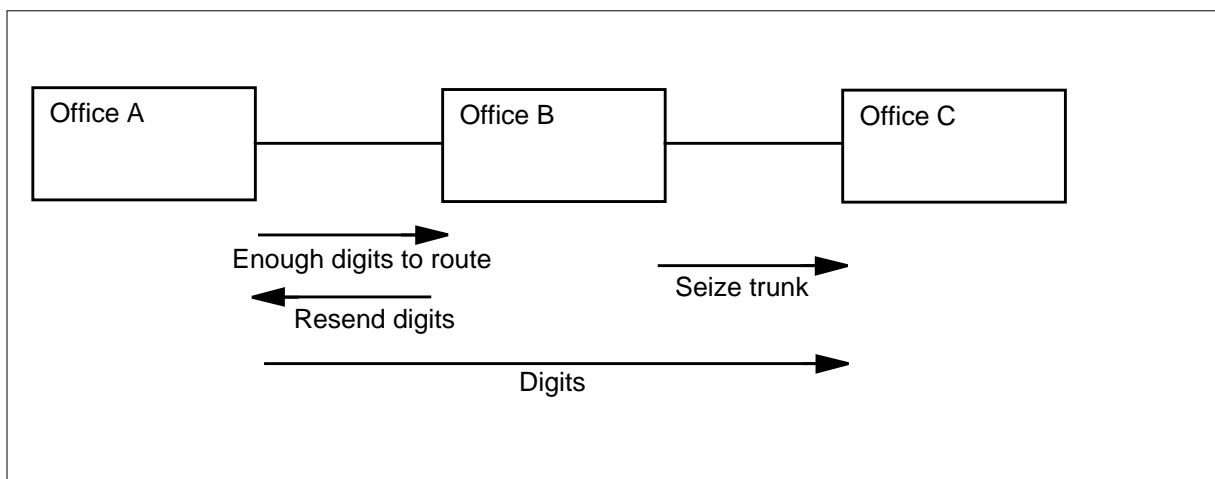 Office A
Office B
Office C
Enough digits to route
Seize trunk
Resend digits
Digits